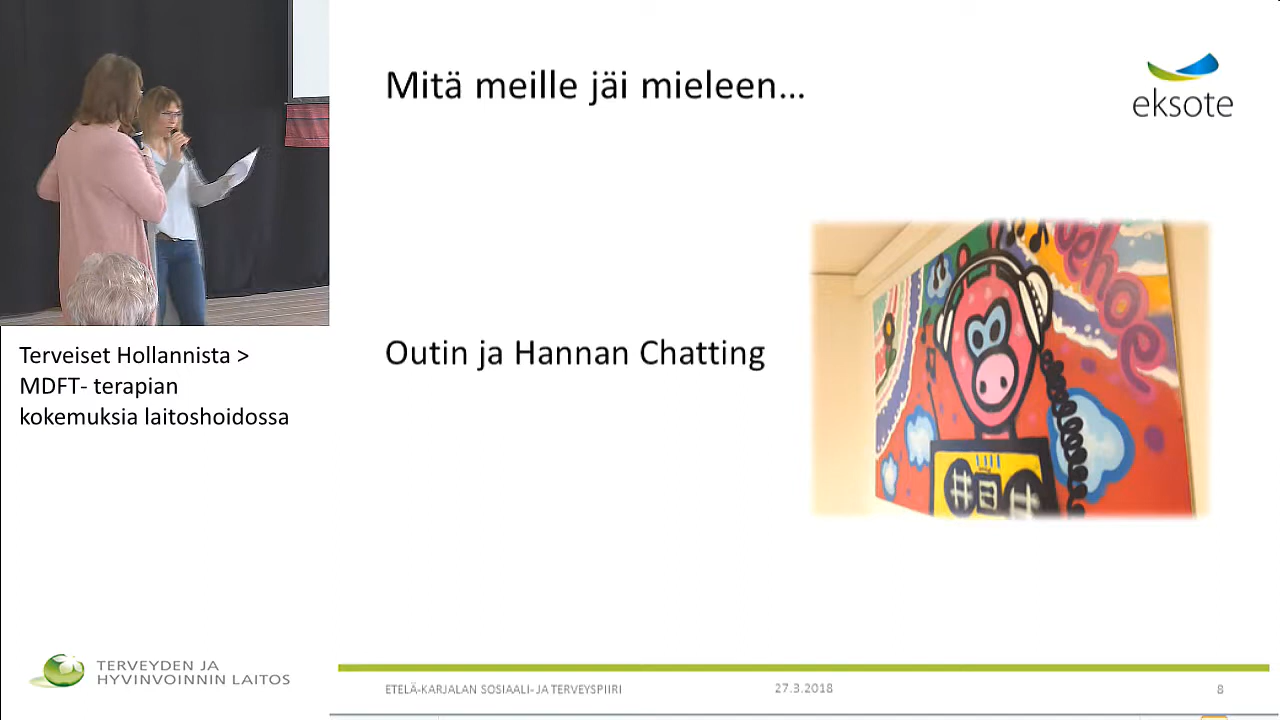 Mitä meille jäi mieleen...
eksote
Terveiset Hollannista >
MDFT- terapian
kokemuksia laitoshoidossa
Outin ja Hannan Chatting
TERVEYDEN JA
HYVINVOINNIN LAITOS
ETELÄ-KARJALAN SOSIAALI- JA TERVEYSPIIRI
27.3.2018
8